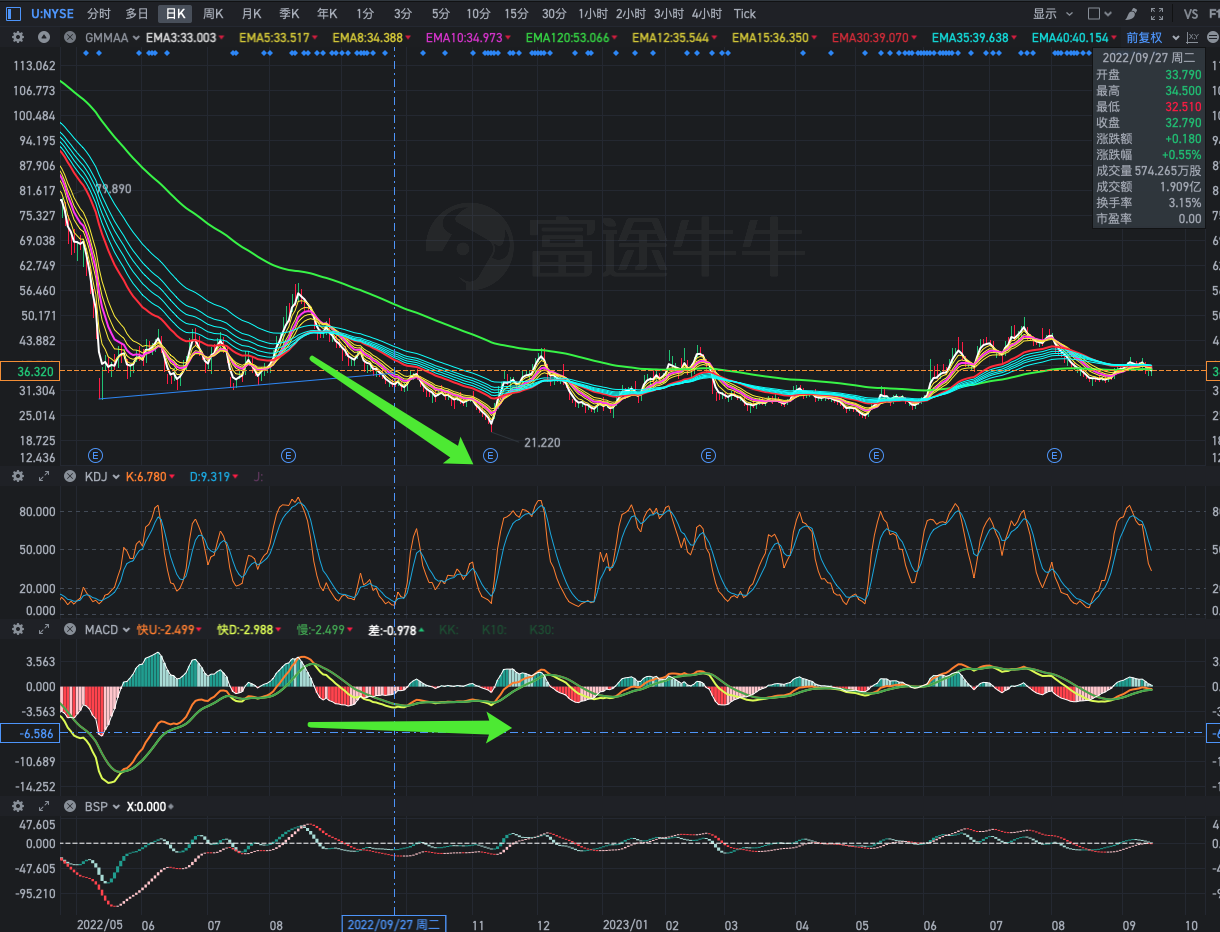 U:NYSE 分时 多日 日K 周K 月K 季K 年K 1分 3分 5分 10分 15分 30分 1小时 2小时 3小时 4小时 Tick 显示 VS
GMMAA EMA3:33.003 EMA5:33.517 EMA8:34.388 EMA10:34.973 EMA120:53.066 EMA12:35.544 EMA15:36.350 EMA30:39.070 EMA35:39.638 EMA40:40.154 前复权
2022/09/27 周二
开盘 33.790
最高 34.500
最低 32.510
收盘 32.790
涨跌额 +0.180
涨跌幅 +0.55%
成交量 574.265万股
成交额 1.909亿
换手率 3.15%
市盈率 0.00
113.062
106.773
100.484
94.195
87.906
81.617
75.327
69.038
62.749
56.460
50.171
43.882
36.320
31.304
25.014
18.725
12.436
79.890
富途牛牛
21.220
E E E E E E
KDJ K:6.780 D:9.319 J:
80.000
50.000
20.000
0.000
MACD 快U:-2.499 快D:-2.988 慢:-2.499 差:-0.978 KK: K10: K30:
3.563
0.000
-3.563
-6.586
-10.689
-14.252
BSP X:0.000
47.605
0.000
-47.605
-95.210
2022/05 06 07 08 2022/09/27 周二 11 12 2023/01 02 03 04 05 06 07 08 09 10